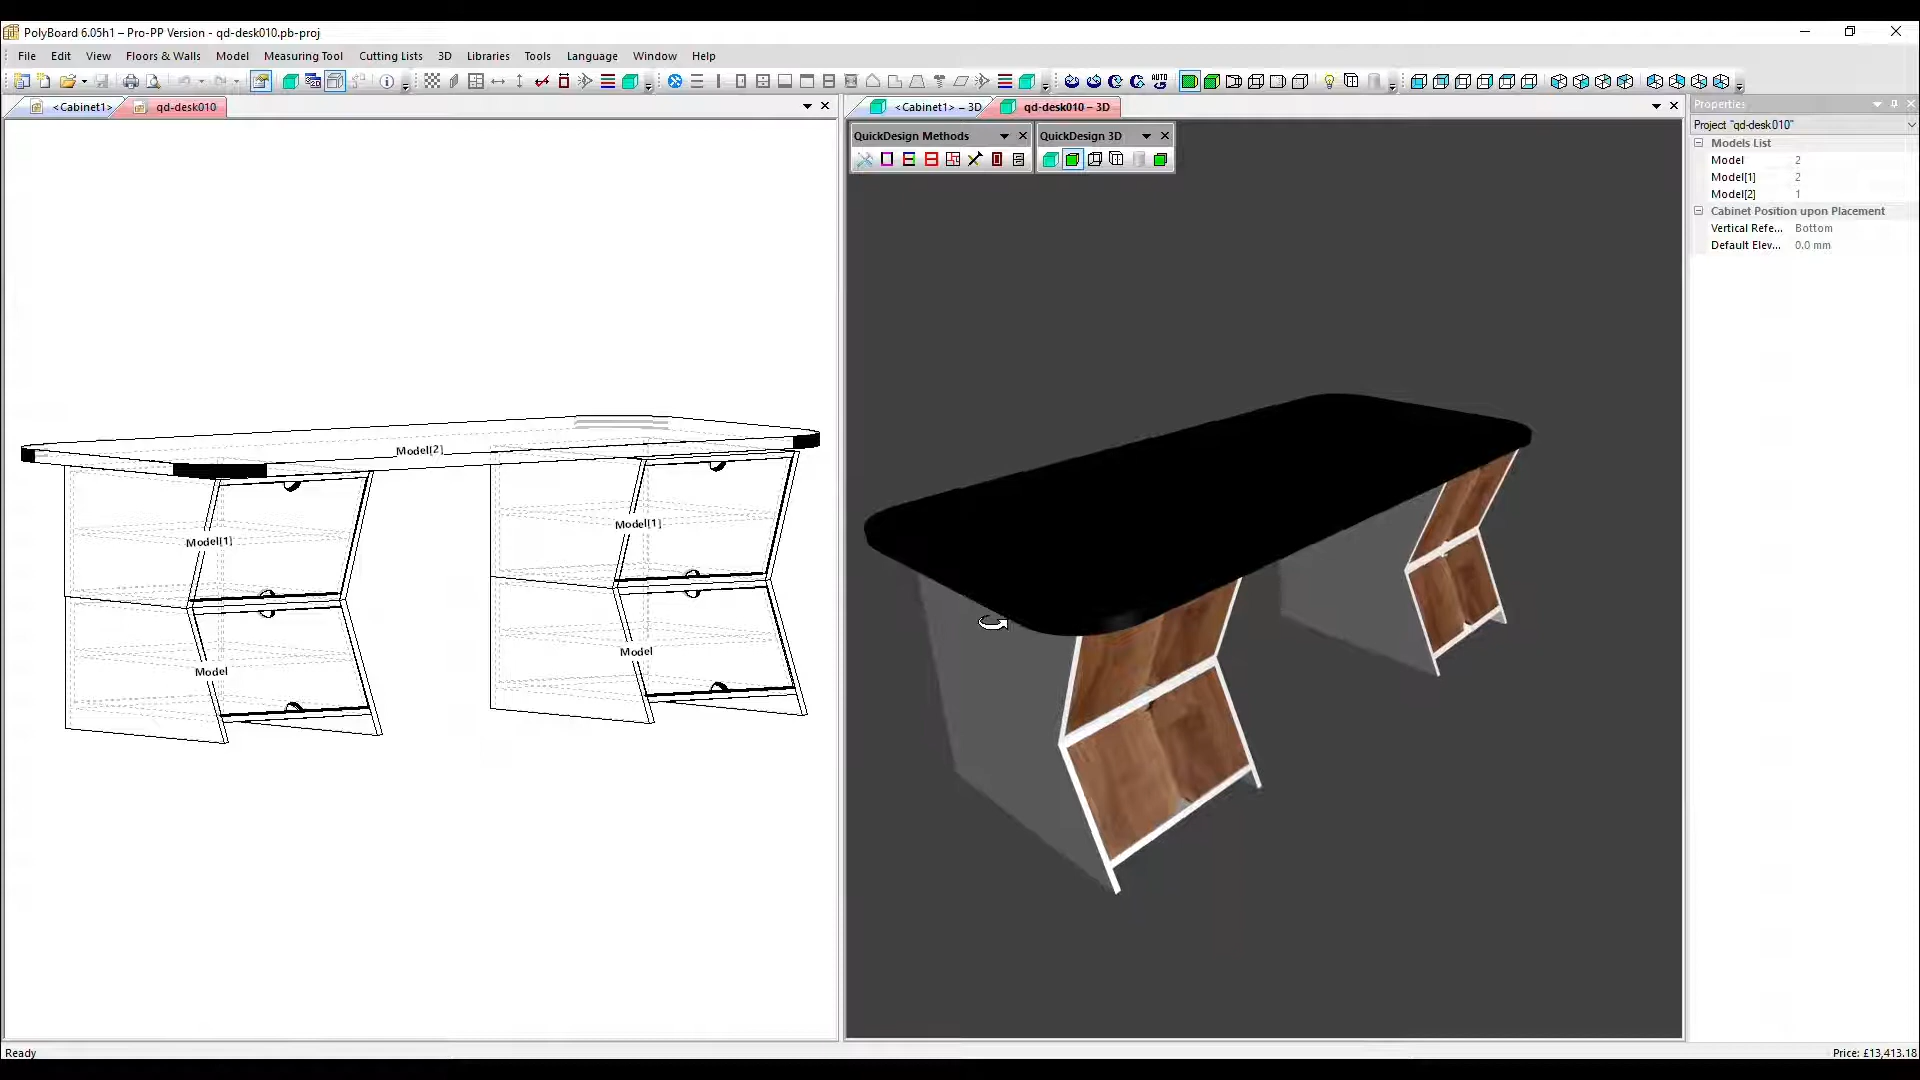 PolyBoard 6.05h1 – Pro-PP Version - qd-desk010.pb-proj
File Edit View Floors & Walls Model Measuring Tool Cutting Lists 3D Libraries Tools Language Window Help
AUTO
<Cabinet1> qd-desk010
<Cabinet1> – 3D qd-desk010 – 3D
Properties
QuickDesign Methods
QuickDesign 3D
Project "qd-desk010"
Models List
Model 2
Model[1] 2
Model[2] 1
Cabinet Position upon Placement
Vertical Refe... Bottom
Default Elev... 0.0 mm
Model[2]
Model[1]
Model[1]
Model
Model
Ready
Price: £13,413.18